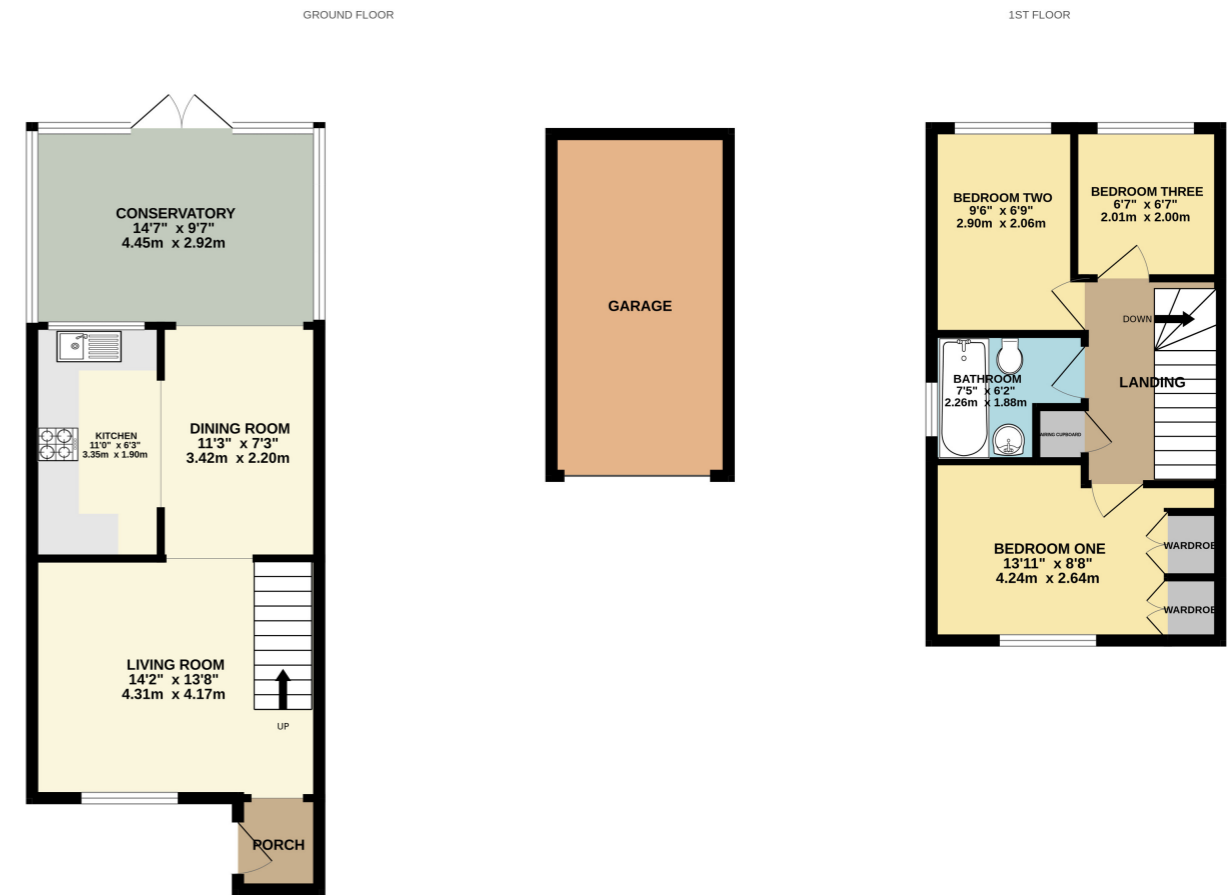 GROUND FLOOR
1ST FLOOR
CONSERVATORY
14'7" x 9'7"
4.45m x 2.92m
KITCHEN
11'0" x 6'3"
3.35m x 1.90m
DINING ROOM
11'3" x 7'3"
3.42m x 2.20m
LIVING ROOM
14'2" x 13'8"
4.31m x 4.17m
UP
PORCH
GARAGE
BEDROOM TWO
9'6" x 6'9"
2.90m x 2.06m
BEDROOM THREE
6'7" x 6'7"
2.01m x 2.00m
DOWN
LANDING
BATHROOM
7'5" x 6'2"
2.26m x 1.88m
AIRING CUPBOARD
BEDROOM ONE
13'11" x 8'8"
4.24m x 2.64m
WARDROBE
WARDROBE